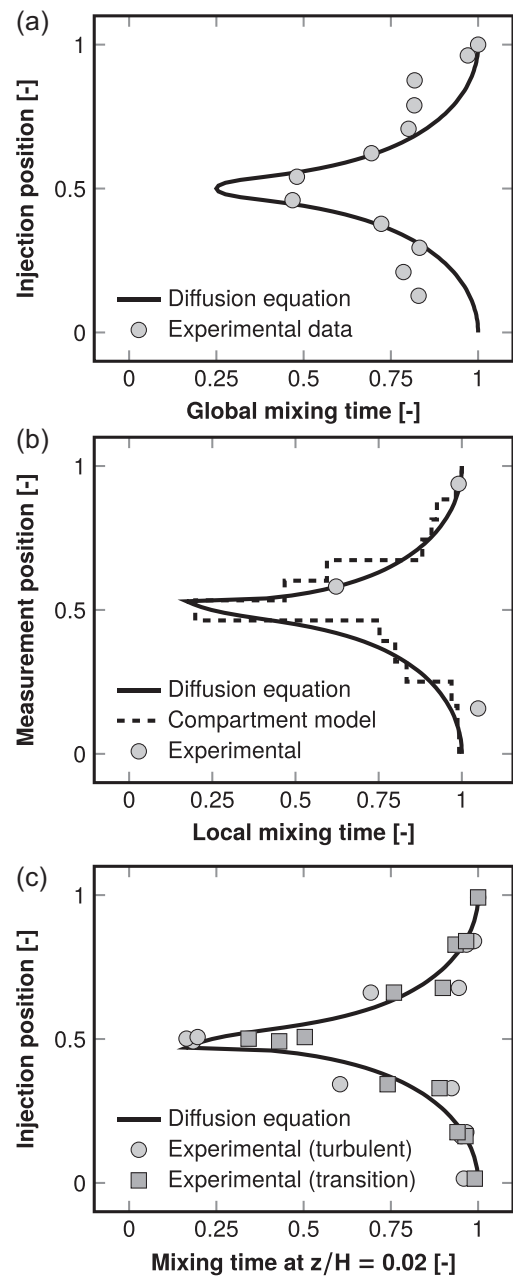 (a)
Injection position [-]
1
0.5
0
Diffusion equation
Experimental data
0 0.25 0.5 0.75 1
Global mixing time [-]
(b)
Measurement position [-]
1
0.5
0
Diffusion equation
Compartment model
Experimental
0 0.25 0.5 0.75 1
Local mixing time [-]
(c)
Injection position [-]
1
0.5
0
Diffusion equation
Experimental (turbulent)
Experimental (transition)
0 0.25 0.5 0.75 1
Mixing time at z/H = 0.02 [-]